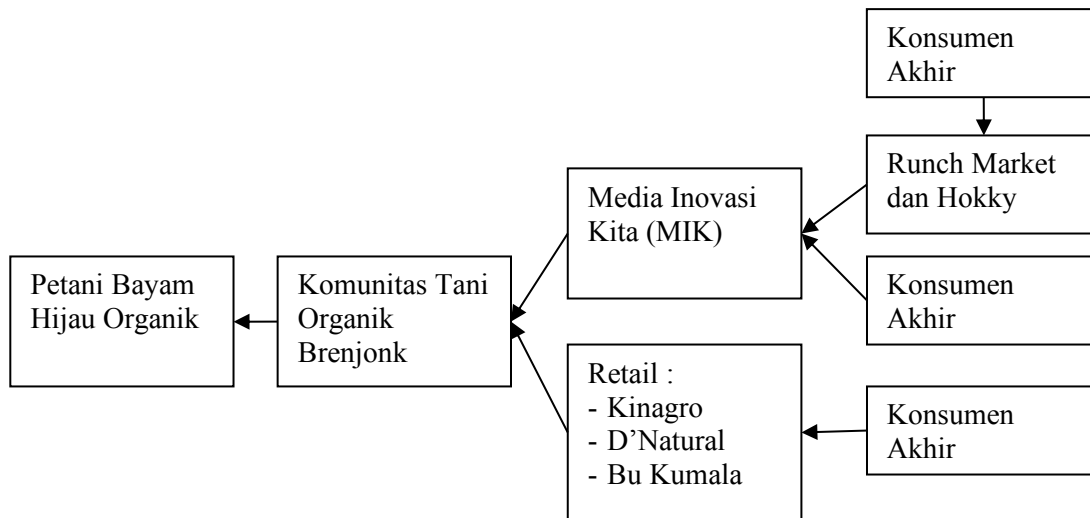 Konsumen
Akhir
Runch Market
dan Hokky
Media Inovasi
Kita (MIK)
Petani Bayam
Hijau Organik
Komunitas Tani
Organik
Brenjonk
Konsumen
Akhir
Retail :
- Kinagro
- D’Natural
- Bu Kumala
Konsumen
Akhir